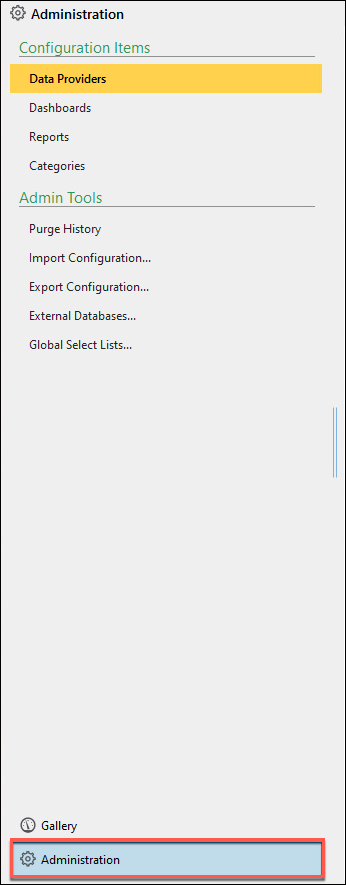 Administration
Configuration Items
Data Providers
Dashboards
Reports
Categories
Admin Tools
Purge History
Import Configuration...
Export Configuration...
External Databases...
Global Select Lists...
Gallery
Administration